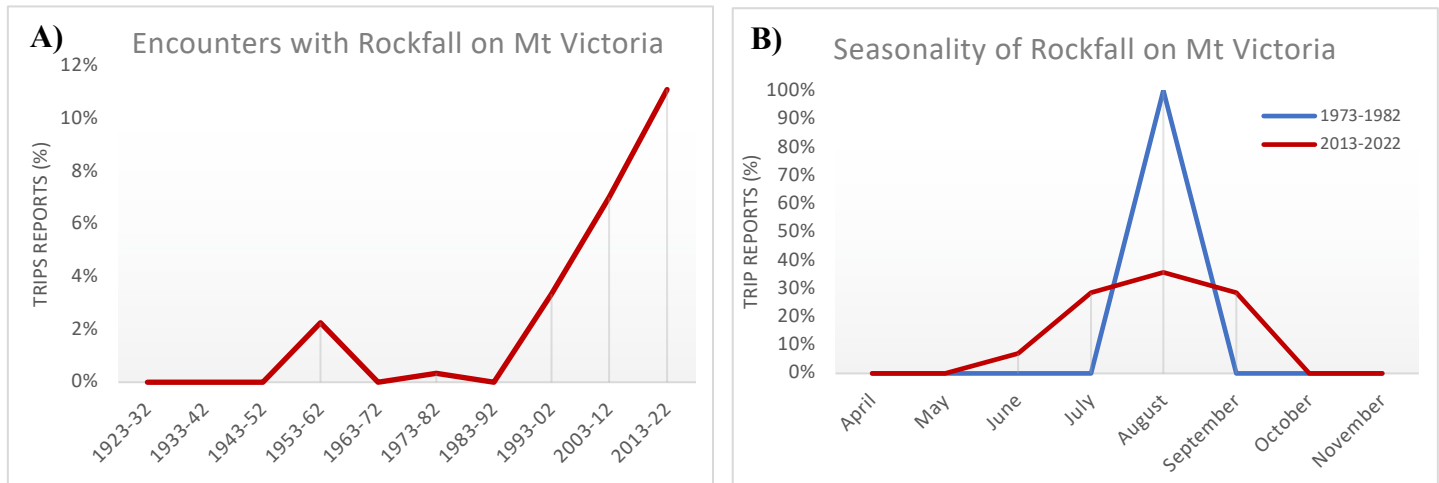 A)
Encounters with Rockfall on Mt Victoria
TRIPS REPORTS (%)
12%
10%
8%
6%
4%
2%
0%
1923-32
1933-42
1943-52
1953-62
1963-72
1973-82
1983-92
1993-02
2003-12
2013-22
B)
Seasonality of Rockfall on Mt Victoria
TRIP REPORTS (%)
100%
90%
80%
70%
60%
50%
40%
30%
20%
10%
0%
1973-1982
2013-2022
April
May
June
July
August
September
October
November